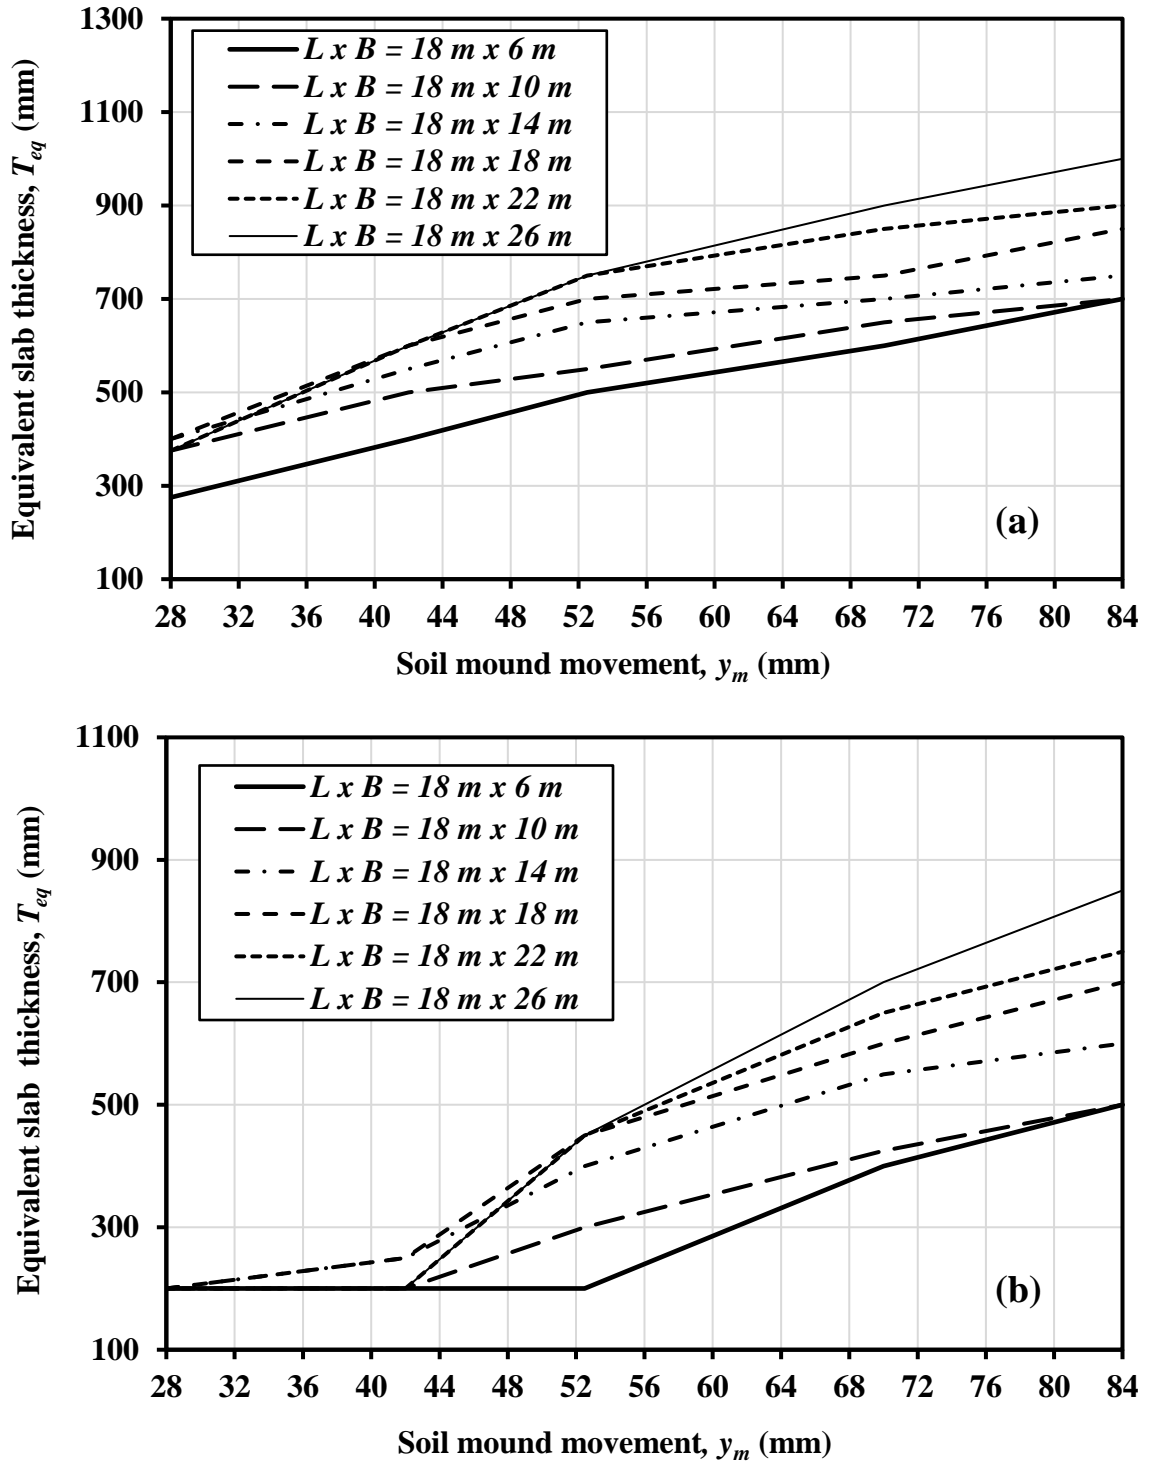 1300
1100
900
700
500
300
100
Equivalent slab thickness, T_eq (mm)
L x B = 18 m x 6 m
L x B = 18 m x 10 m
L x B = 18 m x 14 m
L x B = 18 m x 18 m
L x B = 18 m x 22 m
L x B = 18 m x 26 m
(a)
28 32 36 40 44 48 52 56 60 64 68 72 76 80 84
Soil mound movement, y_m (mm)
1100
900
700
500
300
100
Equivalent slab thickness, T_eq (mm)
L x B = 18 m x 6 m
L x B = 18 m x 10 m
L x B = 18 m x 14 m
L x B = 18 m x 18 m
L x B = 18 m x 22 m
L x B = 18 m x 26 m
(b)
28 32 36 40 44 48 52 56 60 64 68 72 76 80 84
Soil mound movement, y_m (mm)